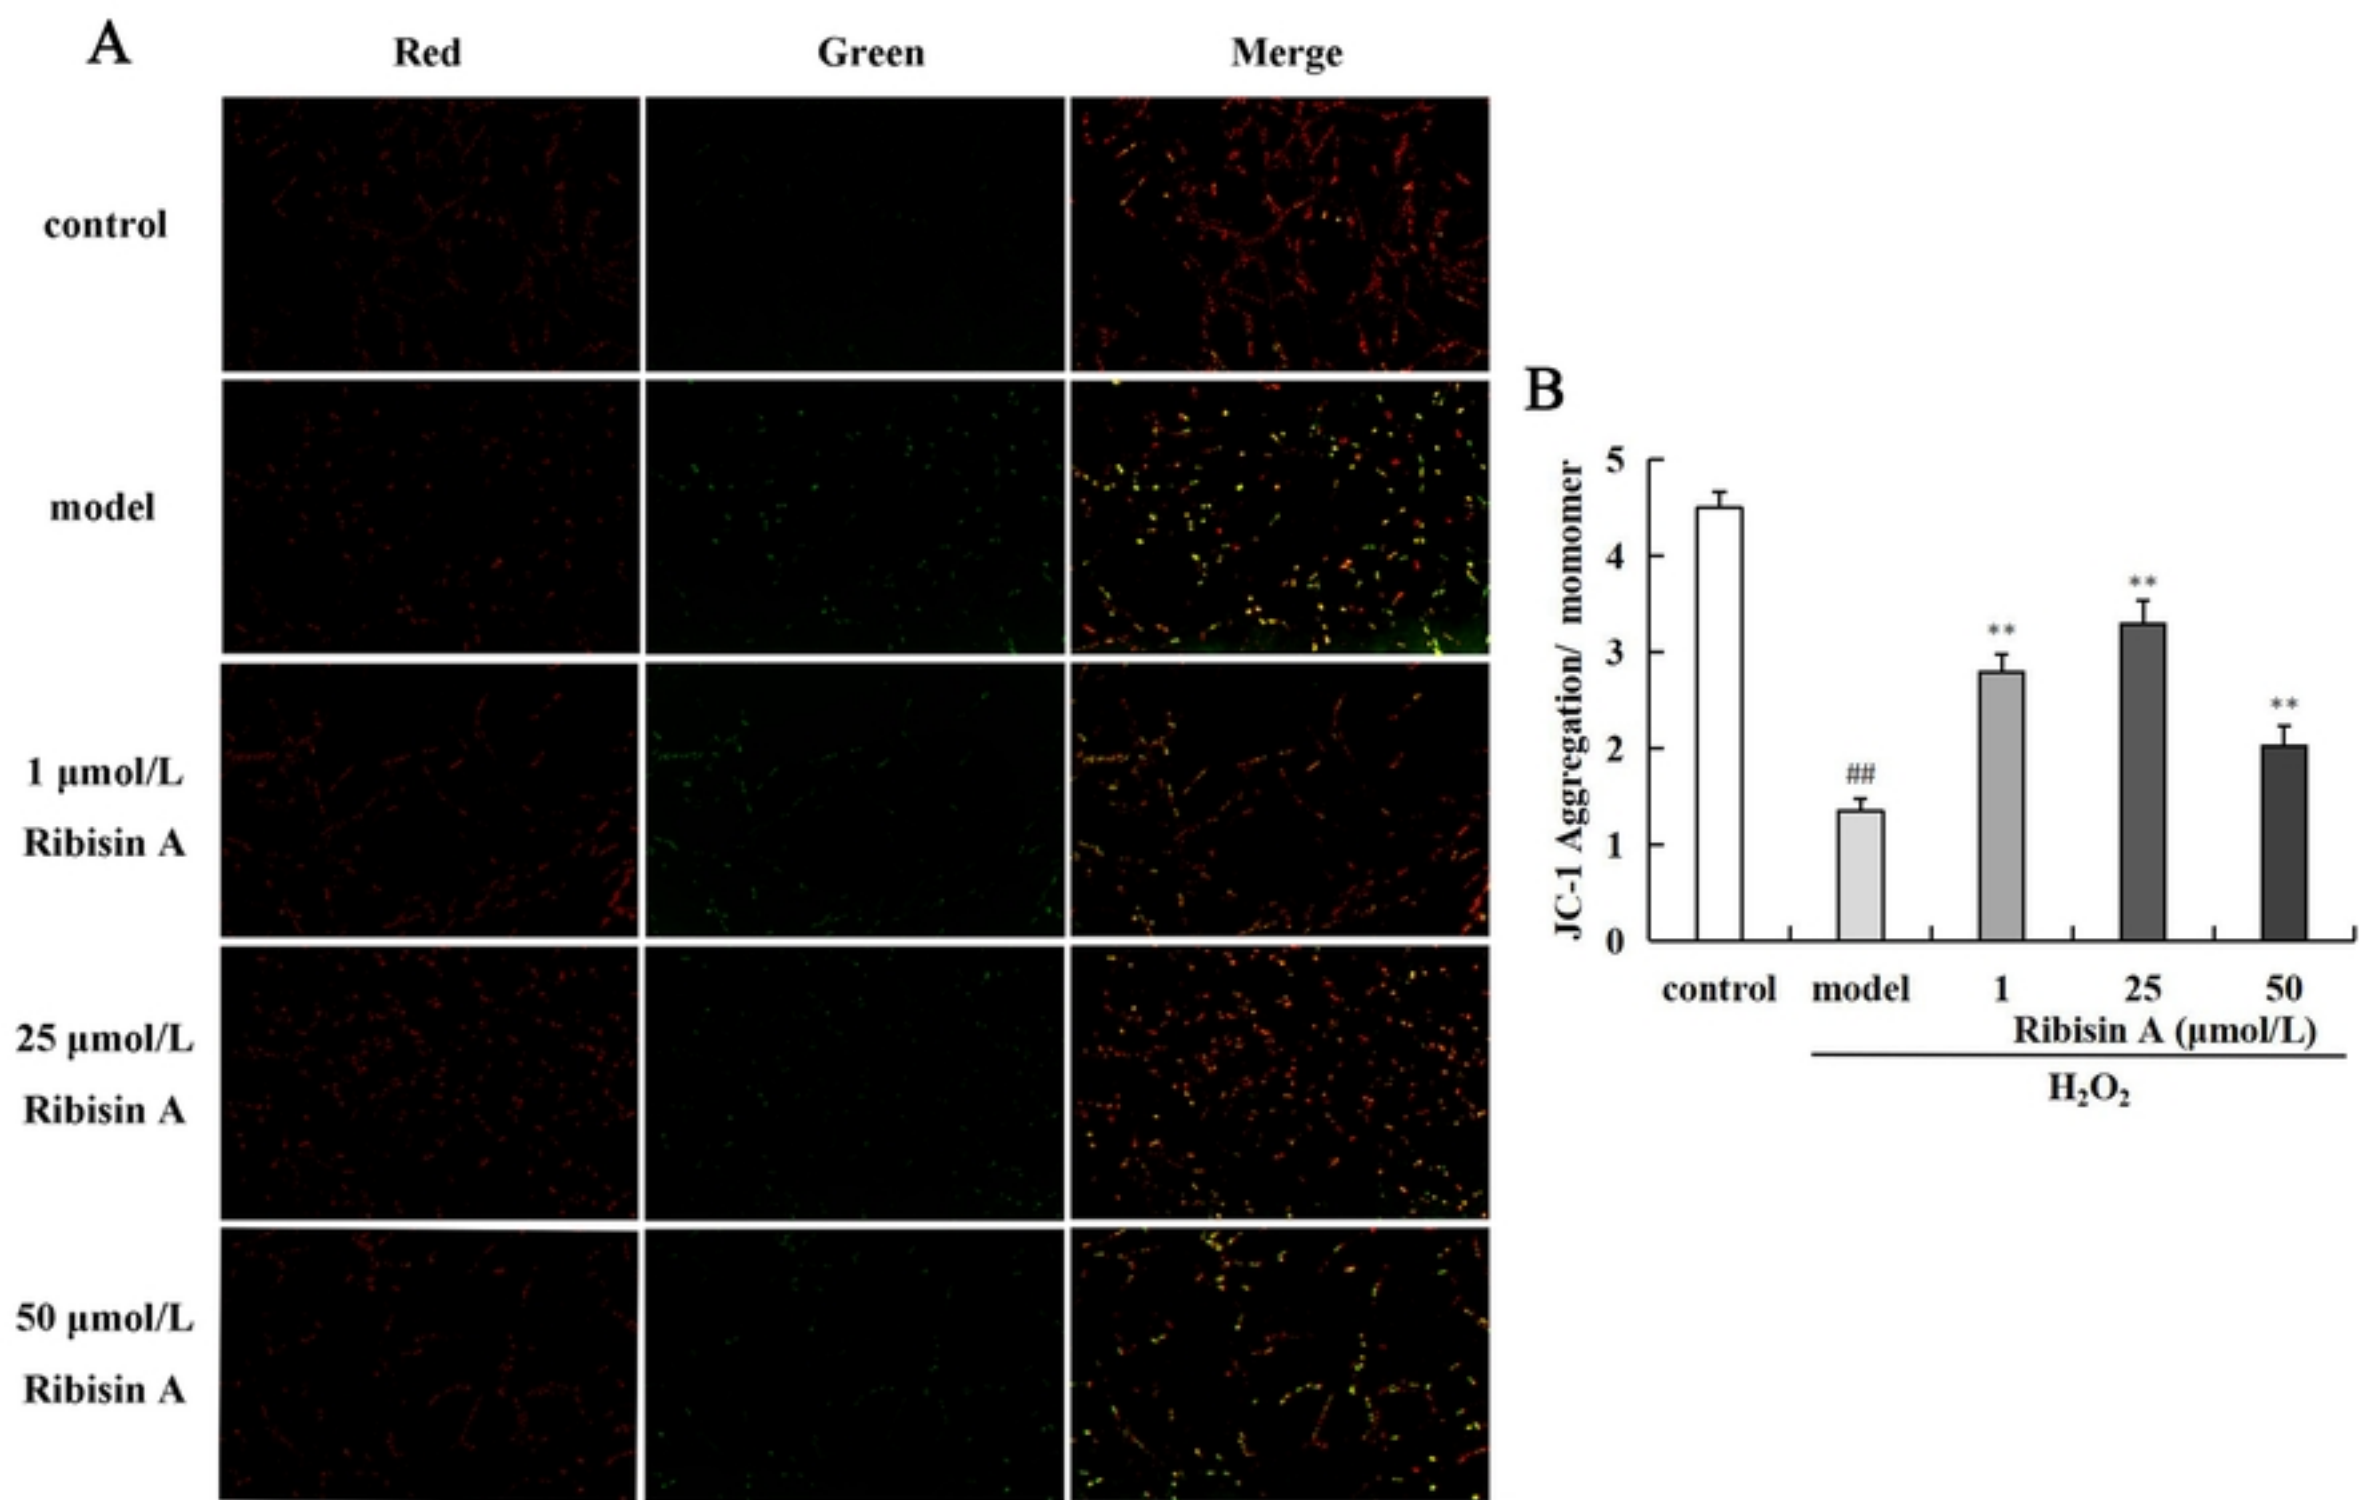 A
Red Green Merge
control
model
1 μmol/L
Ribisin A
25 μmol/L
Ribisin A
50 μmol/L
Ribisin A
B
JC-1 Aggregation/ momomer
5
4
3
2
1
0
##
**
**
**
control model 1 25 50
Ribisin A (μmol/L)
H₂O₂